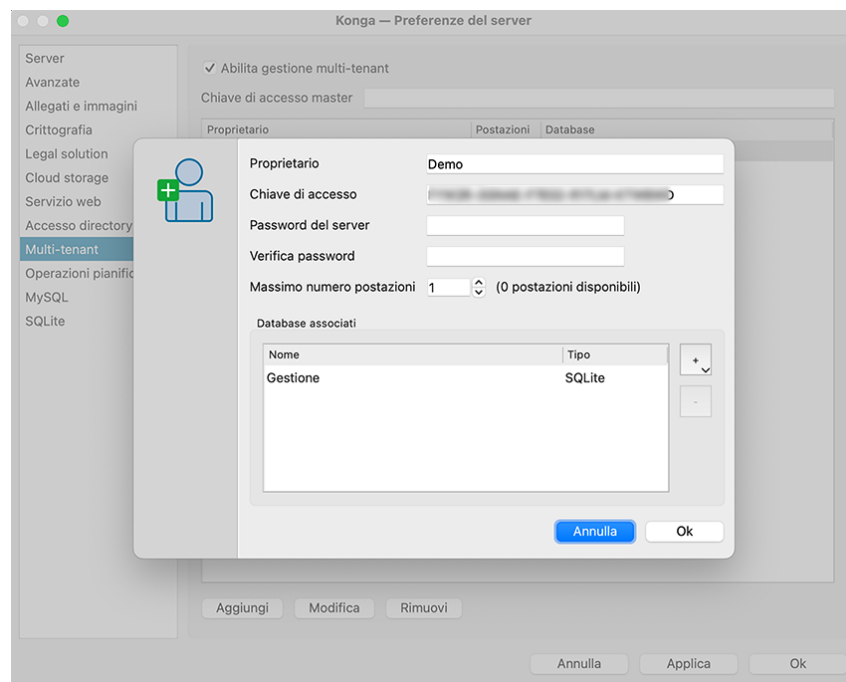 Konga — Preferenze del server
Server
Avanzate
Allegati e immagini
Crittografia
Legal solution
Cloud storage
Servizio web
Accesso directory
Multi-tenant
Operazioni pianific
MySQL
SQLite
Abilita gestione multi-tenant
Chiave di accesso master
Proprietario Postazioni Database
Proprietario Demo
Chiave di accesso
Password del server
Verifica password
Massimo numero postazioni 1 (0 postazioni disponibili)
Database associati
Nome Tipo
Gestione SQLite
+
-
Annulla Ok
Aggiungi Modifica Rimuovi
Annulla Applica Ok